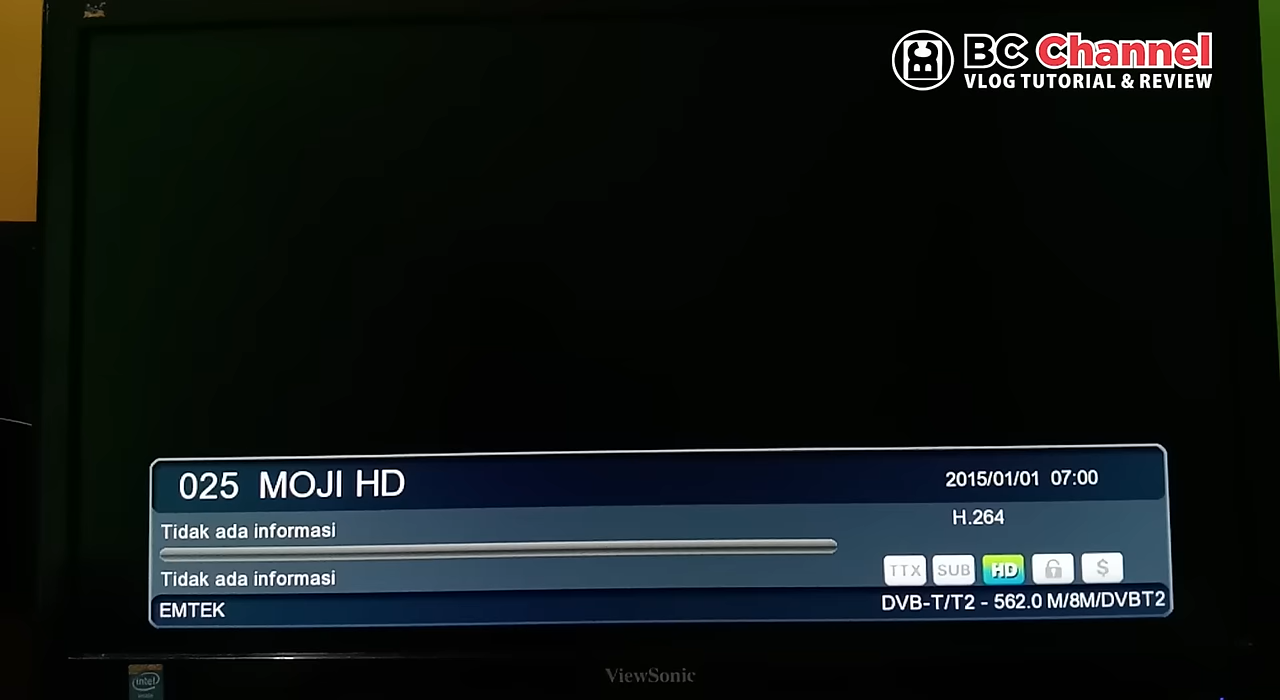 BC Channel
VLOG TUTORIAL & REVIEW
025 MOJI HD
2015/01/01 07:00
Tidak ada informasi
H.264
Tidak ada informasi
TTX SUB HD $
EMTEK
DVB-T/T2 - 562.0 M/8M/DVBT2
ViewSonic
intel